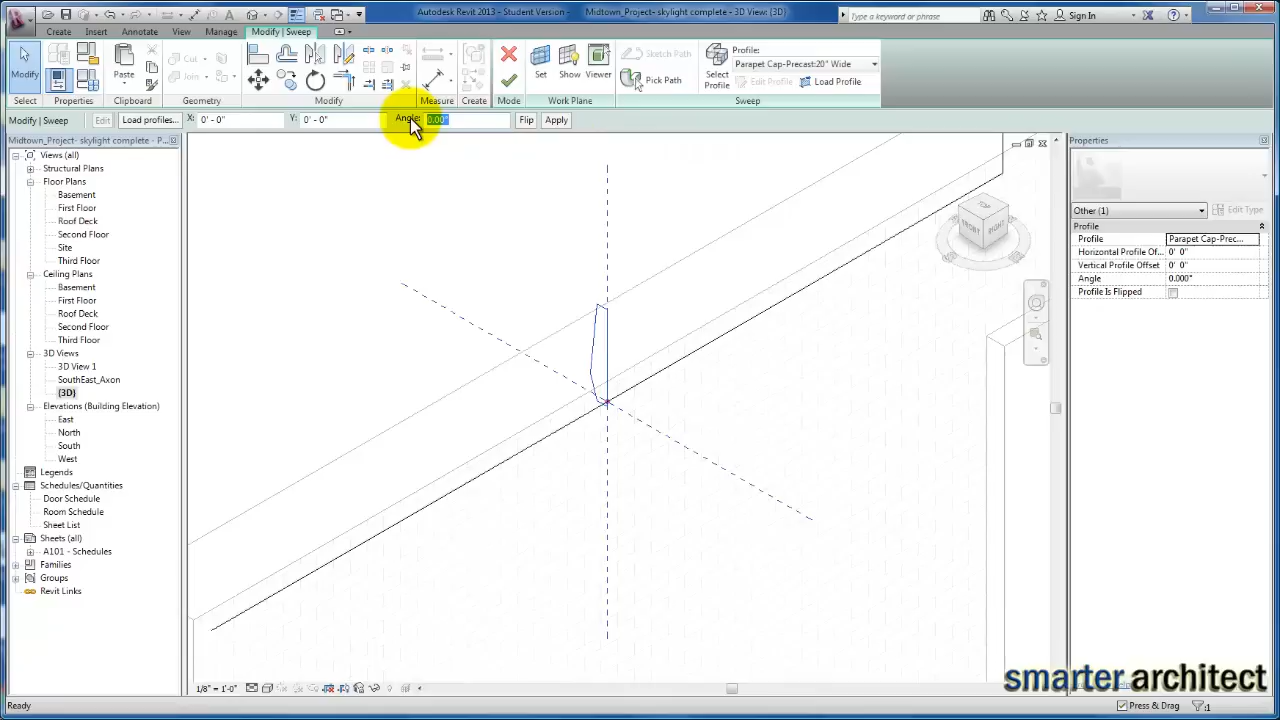 Autodesk Revit 2013 - Student Version - Midtown_Project- skylight complete - 3D View: {3D}
Type a keyword or phrase
Sign In
Create Insert Annotate View Manage Modify | Sweep
Modify
Paste
Cut
Join
Set Show Viewer
Sketch Path
Pick Path
Select Profile
Profile:
Parapet Cap-Precast:20" Wide
Edit Profile
Load Profile
Select Properties Clipboard Geometry Modify Measure Create Mode Work Plane Sweep
Modify | Sweep Edit Load profiles... X: 0' - 0" Y: 0' - 0" Angle: 0.00° Flip Apply
Midtown_Project- skylight complete - P...
Views (all)
Structural Plans
Floor Plans
Basement
First Floor
Roof Deck
Second Floor
Site
Third Floor
Ceiling Plans
Basement
First Floor
Roof Deck
Second Floor
Third Floor
3D Views
3D View 1
SouthEast_Axon
{3D}
Elevations (Building Elevation)
East
North
South
West
Legends
Schedules/Quantities
Door Schedule
Room Schedule
Sheet List
Sheets (all)
A101 - Schedules
Families
Groups
Revit Links
TOP
FRONT RIGHT
Properties
Other (1) Edit Type
Profile
Profile Parapet Cap-Prec...
Horizontal Profile Of... 0' 0"
Vertical Profile Offset 0' 0"
Angle 0.000°
Profile Is Flipped
1/8" = 1'-0"
smarter architect
Ready
Press & Drag
:1